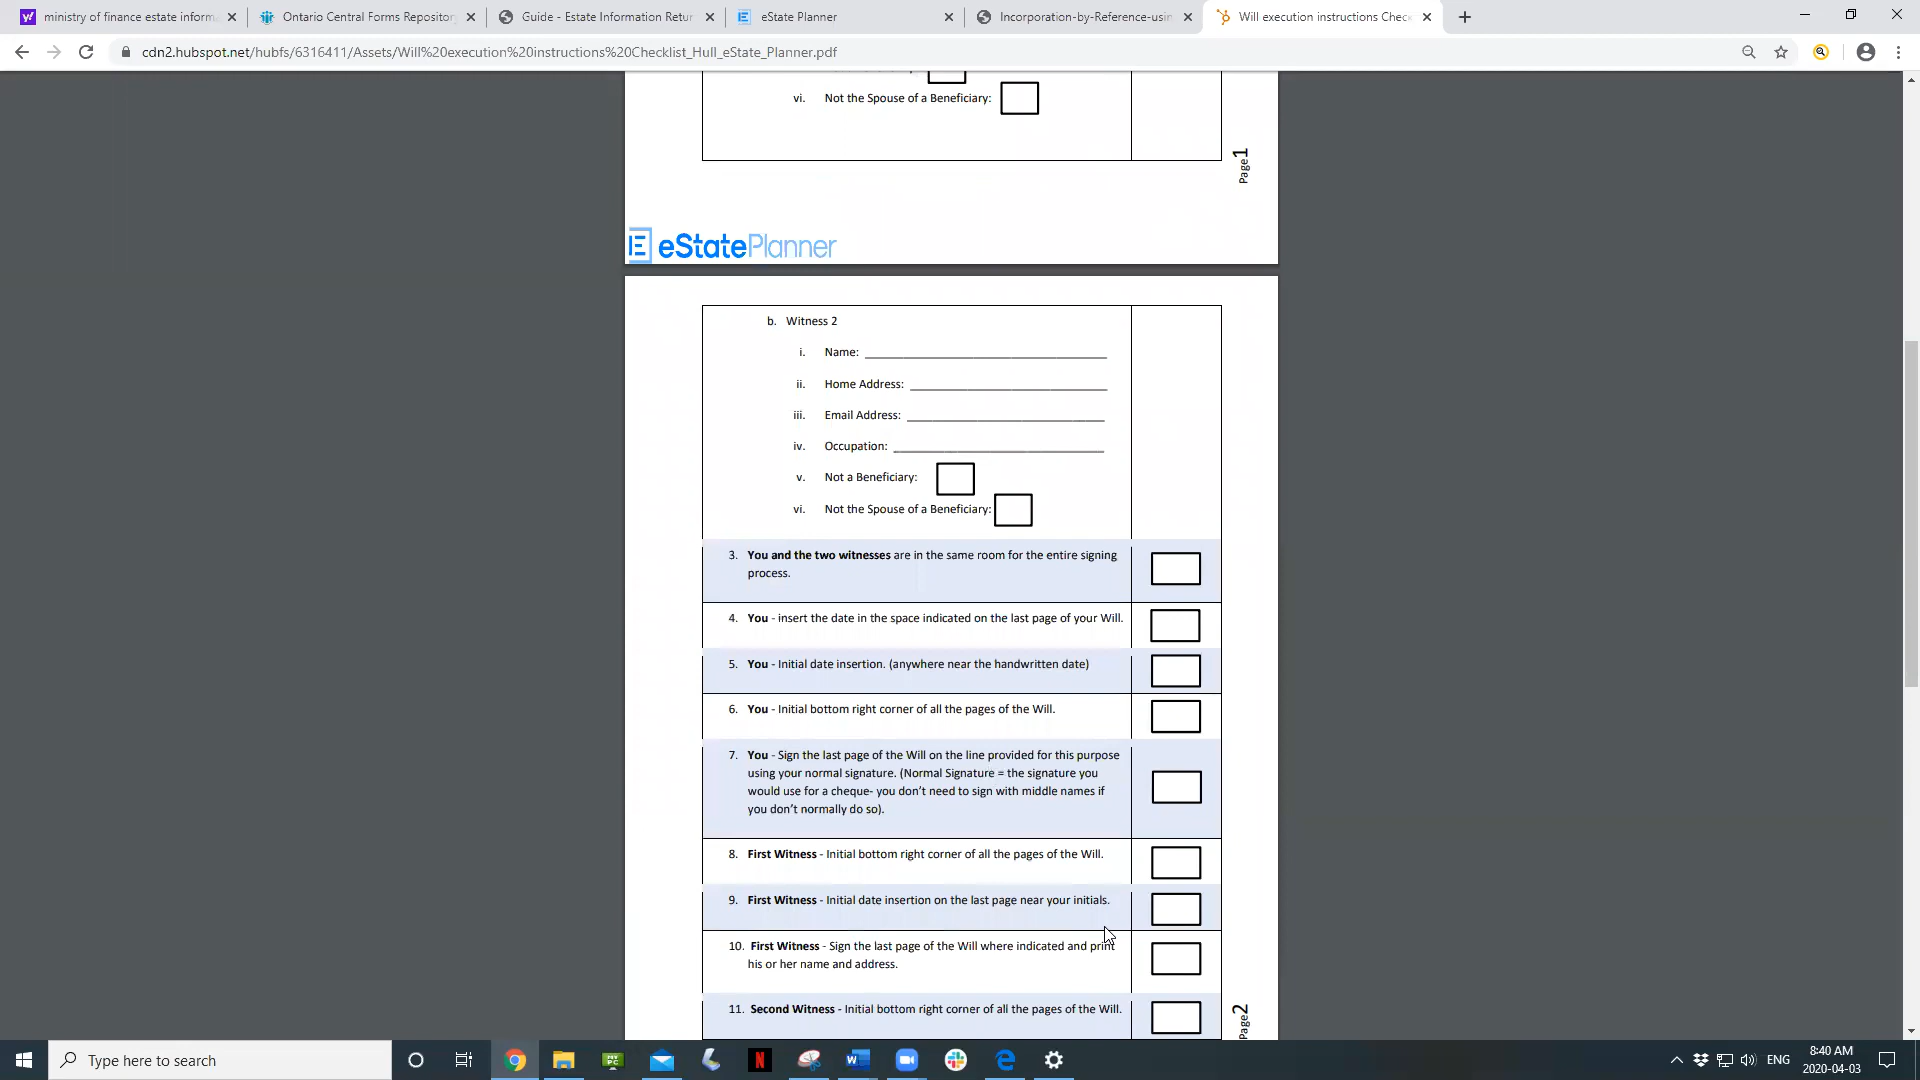 ministry of finance estate inform
Ontario Central Forms Repository
Guide - Estate Information Retur
eState Planner
Incorporation-by-Reference-usin
Will execution instructions Chec
cdn2.hubspot.net/hubfs/6316411/Assets/Will%20execution%20instructions%20Checklist_Hull_eState_Planner.pdf
vi. Not the Spouse of a Beneficiary:
Page1
eStatePlanner
b. Witness 2
i. Name: ____
ii. Home Address: ____
iii. Email Address: ____
iv. Occupation: ____
v. Not a Beneficiary:
vi. Not the Spouse of a Beneficiary:
3. You and the two witnesses are in the same room for the entire signing
process.
4. You - insert the date in the space indicated on the last page of your Will.
5. You - Initial date insertion. (anywhere near the handwritten date)
6. You - Initial bottom right corner of all the pages of the Will.
7. You - Sign the last page of the Will on the line provided for this purpose
using your normal signature. (Normal Signature = the signature you
would use for a cheque- you don't need to sign with middle names if
you don't normally do so).
8. First Witness - Initial bottom right corner of all the pages of the Will.
9. First Witness - Initial date insertion on the last page near your initials.
10. First Witness - Sign the last page of the Will where indicated and print
his or her name and address.
11. Second Witness - Initial bottom right corner of all the pages of the Will.
Page2
Type here to search
ENG
8:40 AM
2020-04-03